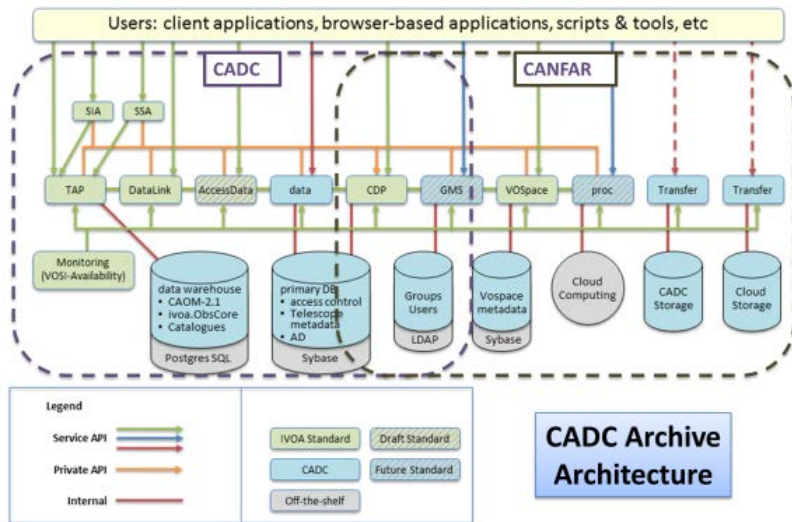 Users: client applications, browser-based applications, scripts & tools, etc
CADC
CANFAR
SIA
SSA
TAP
DataLink
AccessData
data
CDP
GMS
VOSpace
proc
Transfer
Transfer
Monitoring
(VOSI-Availability)
data warehouse
• CAOM-2.1
• ivoa.ObsCore
• Catalogues
Postgres SQL
primary DB
• access control
• Telescope
metadata
• AD
Sybase
Groups
Users
LDAP
Vospace
metadata
Sybase
Cloud
Computing
CADC
Storage
Cloud
Storage
Legend
Service API
Private API
Internal
IVOA Standard
Draft Standard
CADC
Future Standard
Off-the-shelf
CADC Archive
Architecture